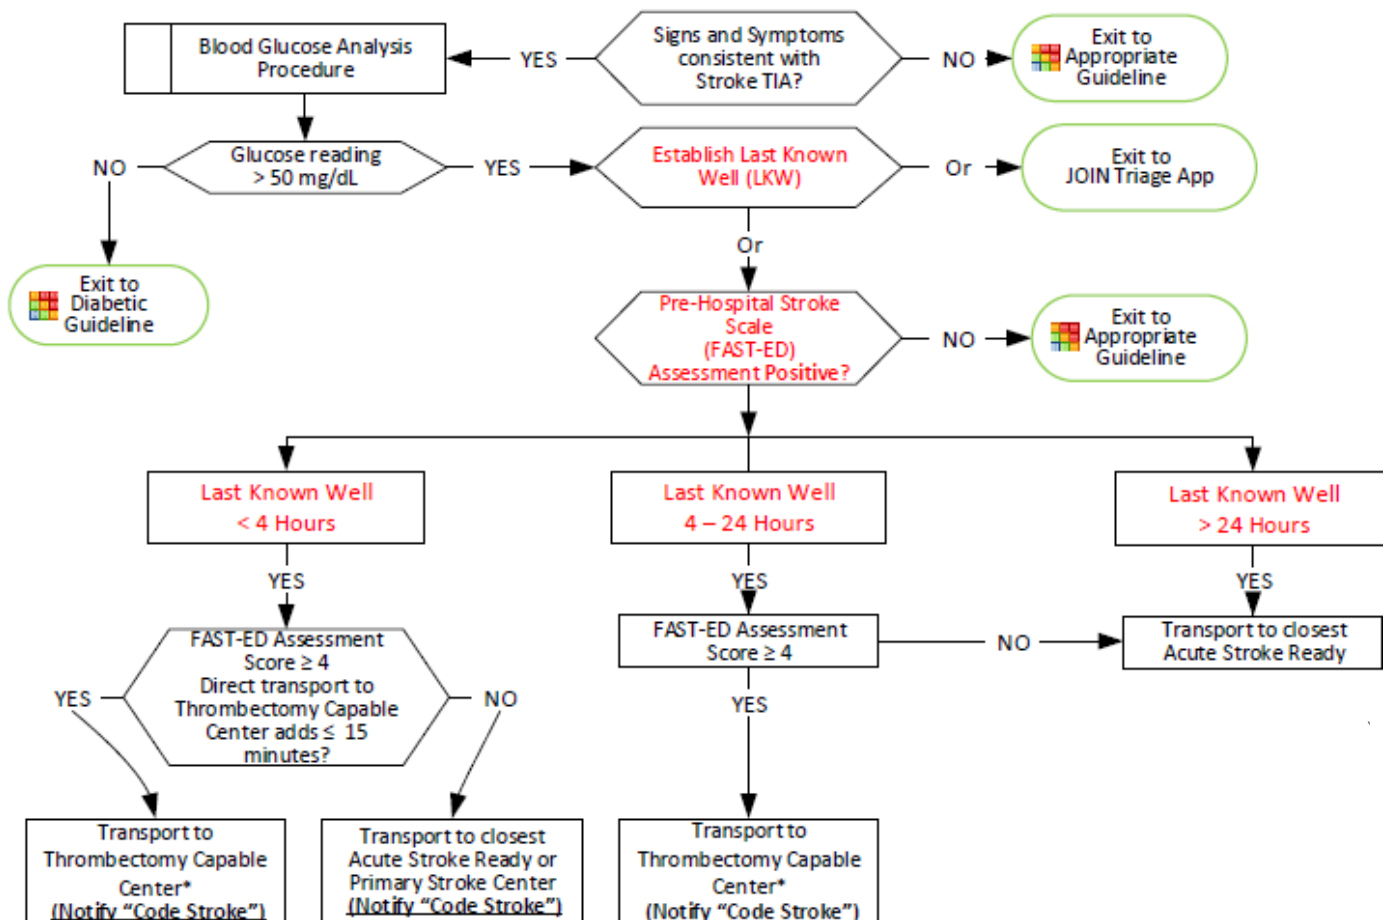 Blood Glucose Analysis
Procedure
YES
Signs and Symptoms
consistent with
Stroke TIA?
NO
Exit to
Appropriate
Guideline
NO
Glucose reading
> 50 mg/dL
YES
Establish Last Known
Well (LKW)
Or
Exit to
JOIN Triage App
Or
Exit to
Diabetic
Guideline
Pre-Hospital Stroke
Scale
(FAST-ED)
Assessment Positive?
NO
Exit to
Appropriate
Guideline
Last Known Well
< 4 Hours
Last Known Well
4 – 24 Hours
Last Known Well
> 24 Hours
YES
YES
YES
FAST-ED Assessment
Score ≥ 4
Direct transport to
Thrombectomy Capable
Center adds ≤ 15
minutes?
YES
NO
FAST-ED Assessment
Score ≥ 4
NO
Transport to closest
Acute Stroke Ready
YES
Transport to
Thrombectomy Capable
Center*
(Notify “Code Stroke”)
Transport to closest
Acute Stroke Ready or
Primary Stroke Center
(Notify “Code Stroke”)
Transport to
Thrombectomy Capable
Center*
(Notify “Code Stroke”)